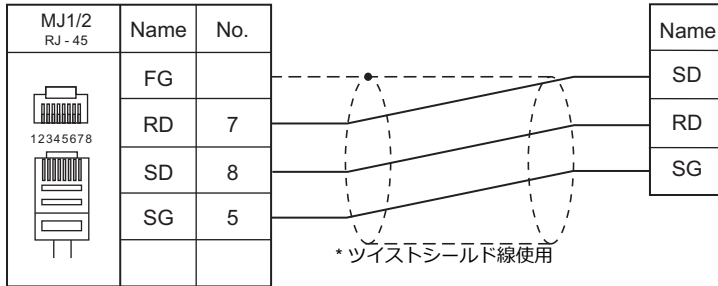 MJ1/2 Name No. Name
RJ - 45
FG SD
RD 7 RD
12345678
SD 8 SG
SG 5
* ツイストシールド線使用